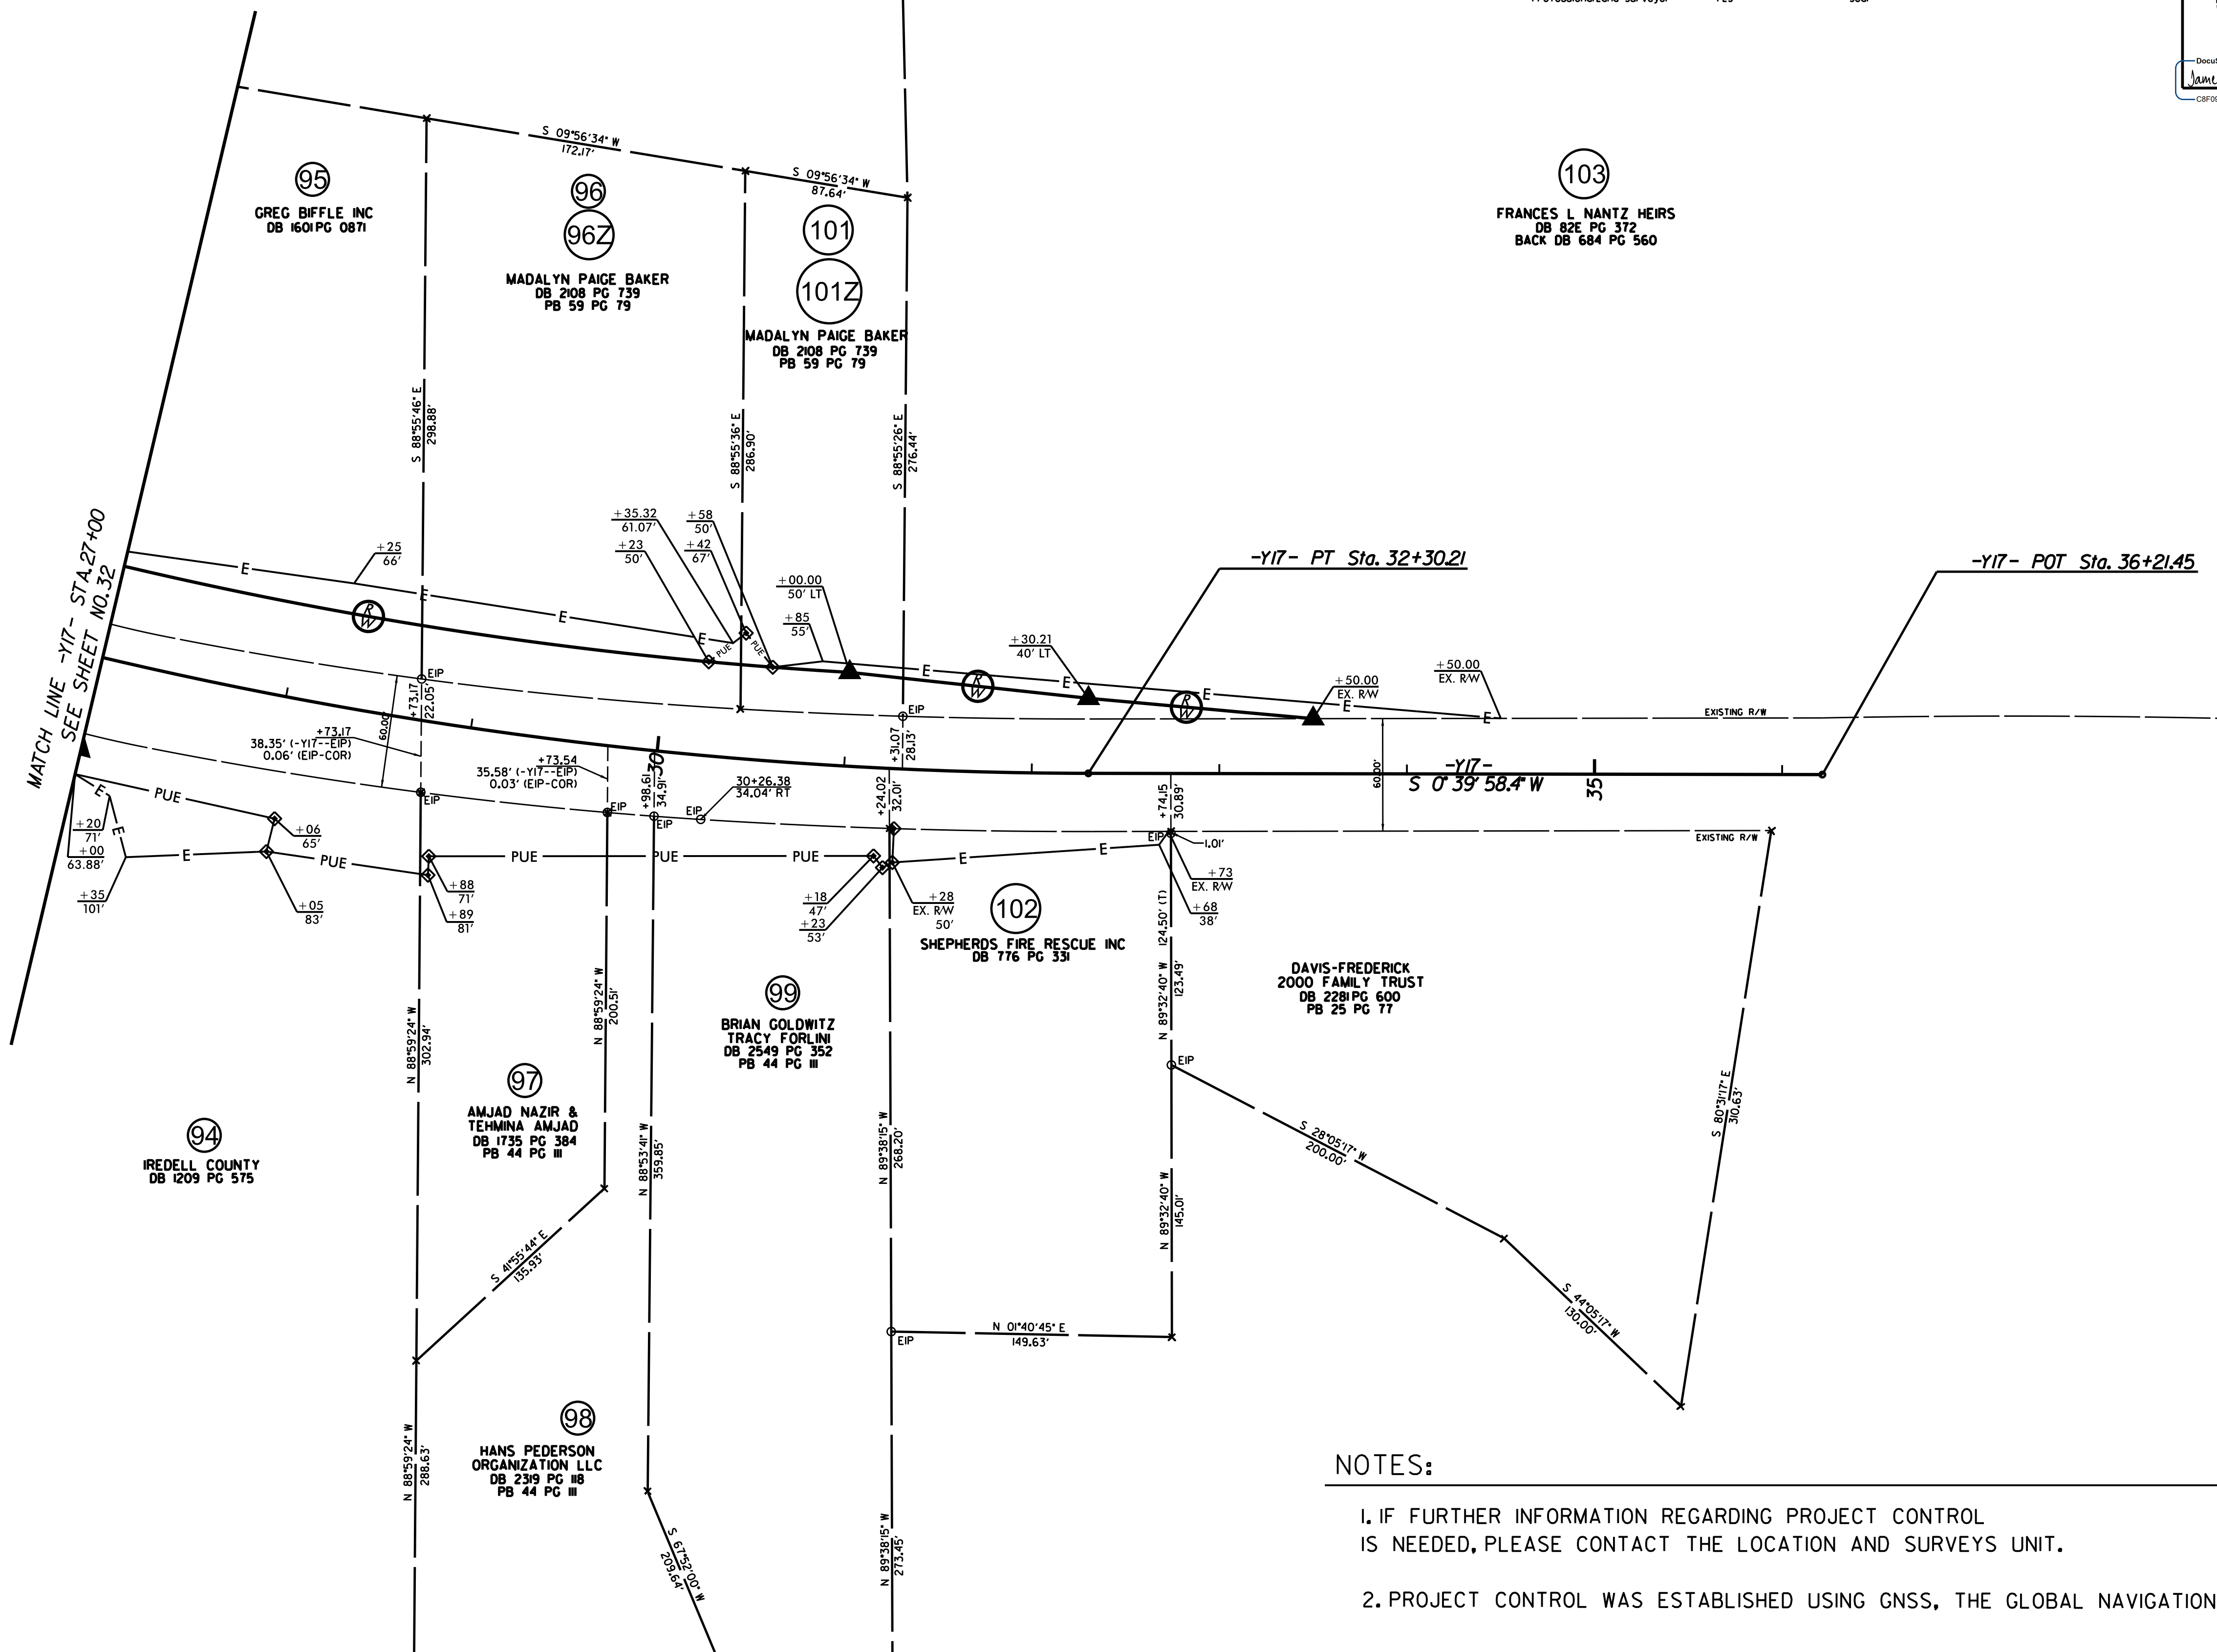 DocuS
C8F09
S 09°56'34" W
172.17'
S 09°56'34" W
87.64'
95
GREG BIFFLE INC
DB 1601 PG 0871
96
96Z
MADALYN PAIGE BAKER
DB 2108 PG 739
PB 59 PG 79
101
101Z
MADALYN PAIGE BAKER
DB 2108 PG 739
PB 59 PG 79
103
FRANCES L NANTZ HEIRS
DB 82E PG 372
BACK DB 684 PG 560
S 88°55'46" E
298.88'
S 88°55'36" E
286.90'
S 88°55'26" E
276.44'
MATCH LINE -Y17- STA.27+00
SEE SHEET NO.32
+25
66'
+35.32
61.07'
+58
50'
+23
50'
+42
67'
+00.00
50' LT
+85
55'
-Y17- PT Sta. 32+30.21
-Y17- POT Sta. 36+21.45
E
E
E
E
PUE
PUE
R/W
E
R/W
E
E
R/W
E
E
+30.21
40' LT
+50.00
EX. R/W
+50.00
EX. R/W
EIP
EIP
EXISTING R/W
+73.17
22.05'
60.00'
+73.17
38.35' (-Y17--EIP)
0.06' (EIP-COR)
+73.54
35.58' (-Y17--EIP)
0.03' (EIP-COR)
+98.61
34.91'
30
30+26.38
34.04' RT
+31.07
28.13'
+24.02
32.01'
+74.15
30.89'
60.00'
-Y17-
S 0°39'58.4" W
35
EIP
EIP
EIP
EIP
EIP
EXISTING R/W
E
PUE
E
+20
71'
+00
63.88'
+35
101'
E
+06
65'
PUE
+05
83'
+88
71'
+89
81'
PUE
PUE
PUE
+18
47'
+23
53'
+28
EX. R/W
50'
E
E
1.01'
+73
EX. R/W
+68
38'
102
SHEPHERDS FIRE RESCUE INC
DB 776 PG 331
DAVIS-FREDERICK
2000 FAMILY TRUST
DB 2281 PG 600
PB 25 PG 77
99
BRIAN GOLDWITZ
TRACY FORLINI
DB 2549 PG 352
PB 44 PG 111
N 88°59'24" W
302.94'
N 88°59'24" W
200.51'
N 89°32'40" W 124.50' (T)
123.49'
EIP
97
AMJAD NAZIR &
TEHMINA AMJAD
DB 1735 PG 384
PB 44 PG 111
94
IREDELL COUNTY
DB 1209 PG 575
N 88°53'41" W
359.85'
N 89°38'15" W
268.20'
N 89°32'40" W
145.01'
S 28°05'17" W
200.00'
S 80°31'17" E
310.63'
S 41°55'44" E
135.93'
EIP
N 01°40'45" E
149.63'
S 44°05'17" W
130.00'
98
HANS PEDERSON
ORGANIZATION LLC
DB 2319 PG 118
PB 44 PG 111
N 88°59'24" W
288.63'
S 67°52'00" W
209.64'
N 89°38'15" W
273.45'
NOTES:
1. IF FURTHER INFORMATION REGARDING PROJECT CONTROL
IS NEEDED, PLEASE CONTACT THE LOCATION AND SURVEYS UNIT.
2. PROJECT CONTROL WAS ESTABLISHED USING GNSS, THE GLOBAL NAVIGATION